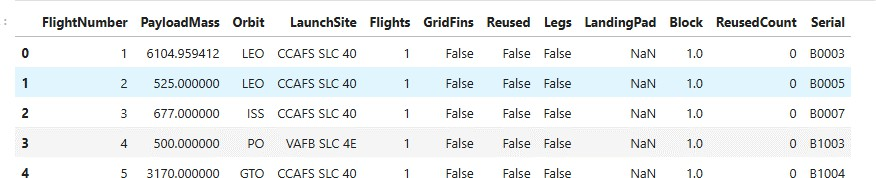 FlightNumber PayloadMass Orbit LaunchSite Flights GridFins Reused Legs LandingPad Block ReusedCount Serial
0 1 6104.959412 LEO CCAFS SLC 40 1 False False False NaN 1.0 0 B0003
1 2 525.000000 LEO CCAFS SLC 40 1 False False False NaN 1.0 0 B0005
2 3 677.000000 ISS CCAFS SLC 40 1 False False False NaN 1.0 0 B0007
3 4 500.000000 PO VAFB SLC 4E 1 False False False NaN 1.0 0 B1003
4 5 3170.000000 GTO CCAFS SLC 40 1 False False False NaN 1.0 0 B1004